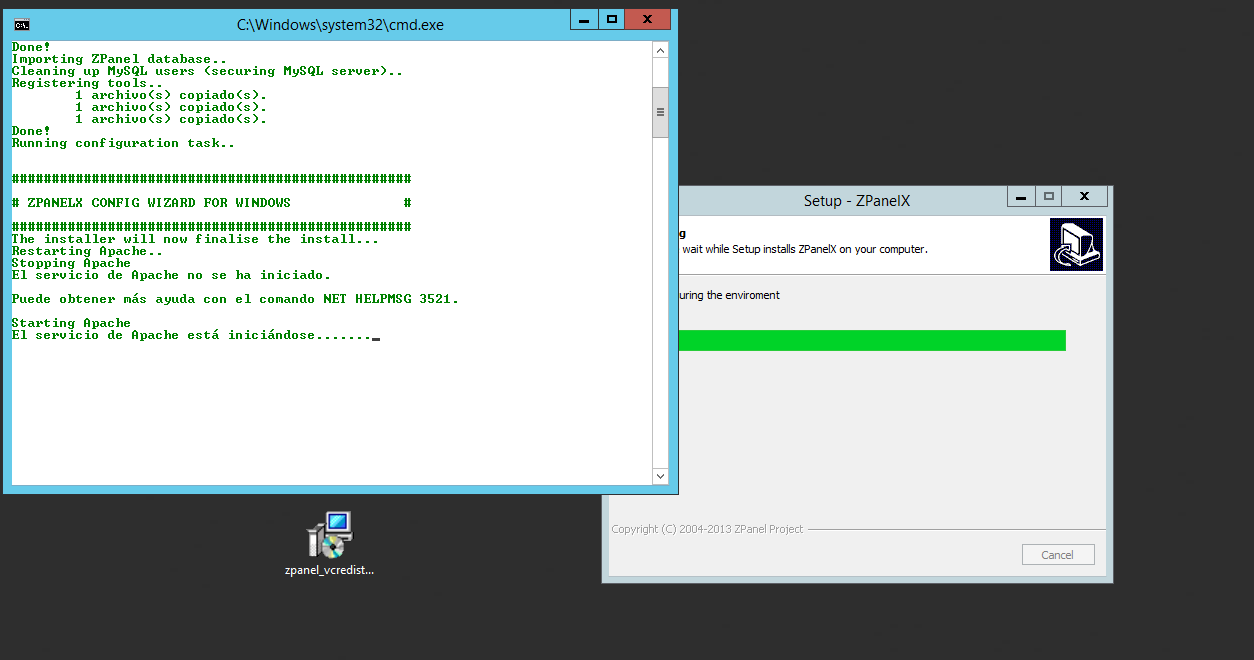 C:\Windows\system32\cmd.exe
Done!
Importing ZPanel database..
Cleaning up MySQL users (securing MySQL server)..
Registering tools..
1 archivo(s) copiado(s).
1 archivo(s) copiado(s).
1 archivo(s) copiado(s).
Done!
Running configuration task..
##################################################
# ZPANELX CONFIG WIZARD FOR WINDOWS #
##################################################
The installer will now finalise the install...
Restarting Apache..
Stopping Apache
El servicio de Apache no se ha iniciado.
Puede obtener más ayuda con el comando NET HELPMSG 3521.
Starting Apache
El servicio de Apache está iniciándose.......
Setup - ZPanelX
g
wait while Setup installs ZPanelX on your computer.
uring the enviroment
Copyright (C) 2004-2013 ZPanel Project
Cancel
zpanel_vcredist...